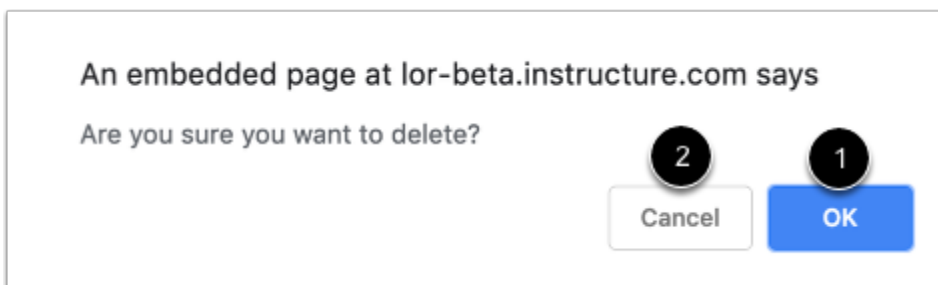 An embedded page at lor-beta.instructure.com says
Are you sure you want to delete?
2 1
Cancel OK